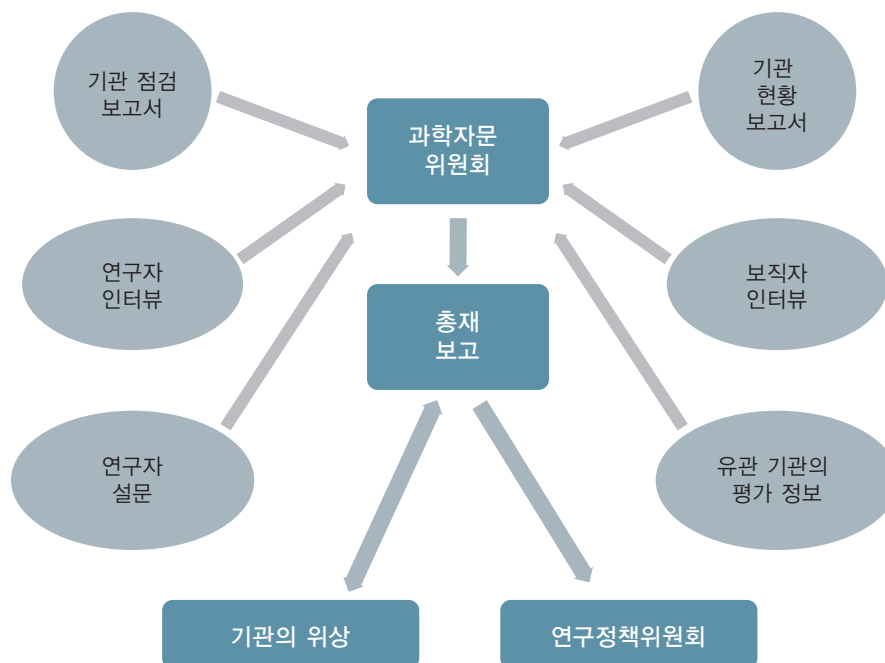 기관 점검
보고서
기관
현황
보고서
과학자문
위원회
연구자
인터뷰
보직자
인터뷰
총재
보고
연구자
설문
유관 기관의
평가 정보
기관의 위상
연구정책위원회